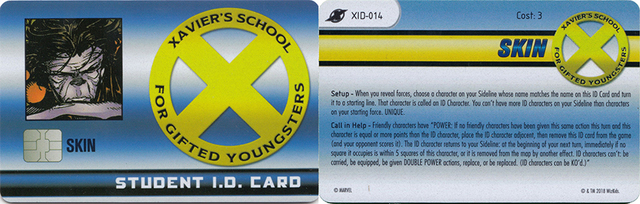 XAVIER'S SCHOOL
FOR GIFTED YOUNGSTERS
SKIN
STUDENT I.D. CARD
XID-014
Cost: 3
SKIN
XAVIER'S SCHOOL
FOR GIFTED YOUNGSTERS
Setup - When you reveal forces, choose a character on your Sideline whose name matches the name on this ID Card and turn
it to a starting line. That character is called an ID Character. You can't have more ID characters on your Sideline than characters
on your starting force. UNIQUE.
Call in Help - Friendly characters have "POWER: If no friendly characters have been given this same action this turn and this
character is equal or more points than the ID character, place the ID character adjacent, then remove this ID card from the game
(and your opponent scores it). The ID character returns to your Sideline: at the beginning of your next turn, immediately if no
square it occupies is within 5 squares of this character, or it is removed from the map by another effect. ID characters can't: be
carried, be equipped, be given DOUBLE POWER actions, replace, or be replaced. (ID characters can be KO'd.)"
© MARVEL
© & TM 2018 WizKids.